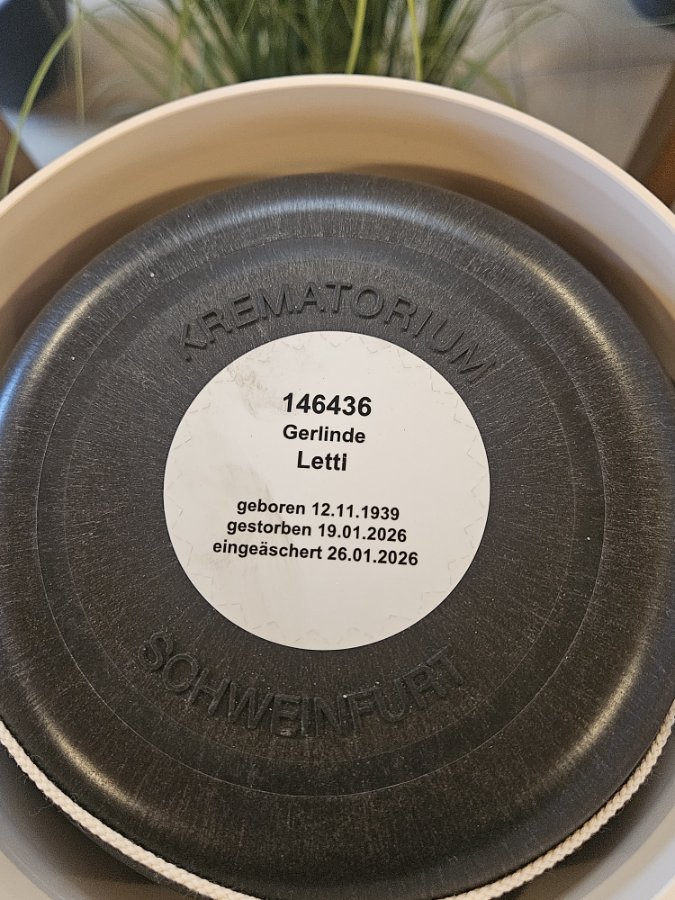 KREMATORIUM
146436
Gerlinde
Letti
geboren 12.11.1939
gestorben 19.01.2026
eingeäschert 26.01.2026
SCHWEINFURT